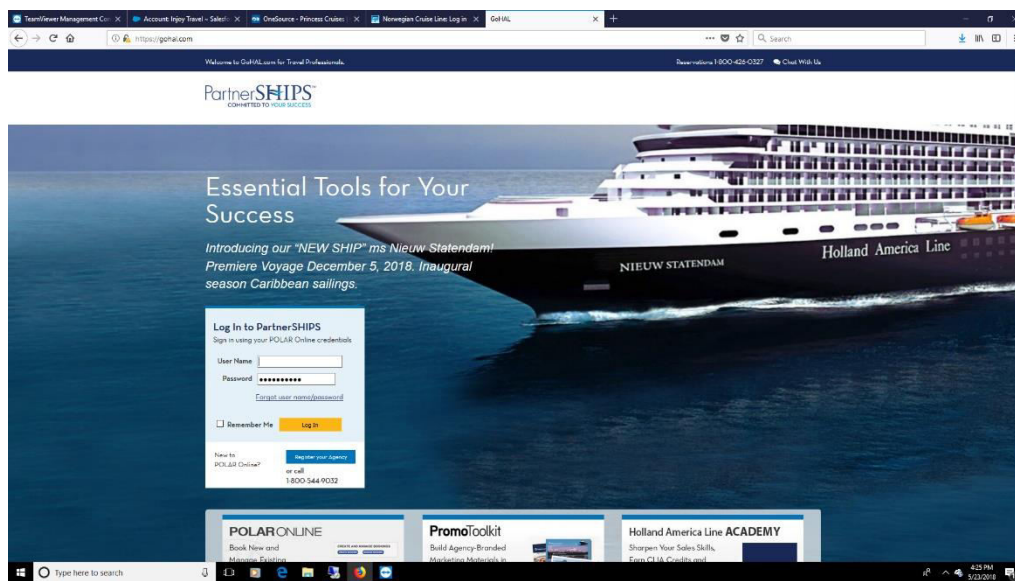 TeamViewer Management Con
Account: Injoy Travel ~ Salesfo
OneSource - Princess Cruises
Norwegian Cruise Line: Log in
GoHAL
https://gohal.com
Search
Welcome to GoHAL.com for Travel Professionals.
Reservations 1-800-426-0327
Chat With Us
PartnerSHIPS
COMMITTED TO YOUR SUCCESS
Essential Tools for Your
Success
Introducing our “NEW SHIP” ms Nieuw Statendam!
Premiere Voyage December 5, 2018. Inaugural
season Caribbean sailings.
NIEUW STATENDAM
Holland America Line
Log In to PartnerSHIPS
Sign in using your POLAR Online credentials
User Name
Password
Forgot user name/password
Remember Me
Log In
New to
POLAR Online?
Register your Agency
or call
1-800-544-9032
POLARONLINE
Book New and
Manage Existing
PromoToolkit
Build Agency-Branded
Marketing Materials in
Holland America Line ACADEMY
Sharpen Your Sales Skills,
Earn CLIA Credits and
Type here to search
4:25 PM
5/23/2018